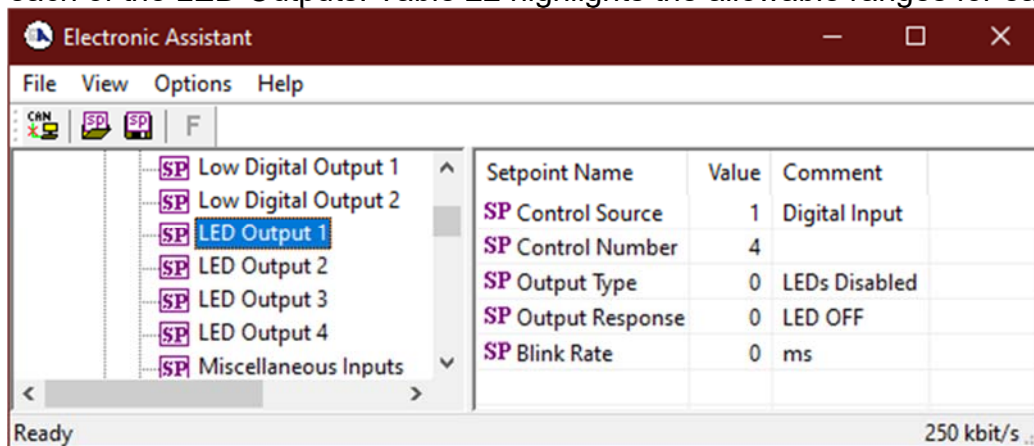 Electronic Assistant
File View Options Help
CAN SP SP F
SP Low Digital Output 1
SP Low Digital Output 2
SP LED Output 1
SP LED Output 2
SP LED Output 3
SP LED Output 4
SP Miscellaneous Inputs
Setpoint Name Value Comment
SP Control Source 1 Digital Input
SP Control Number 4
SP Output Type 0 LEDs Disabled
SP Output Response 0 LED OFF
SP Blink Rate 0 ms
Ready 250 kbit/s